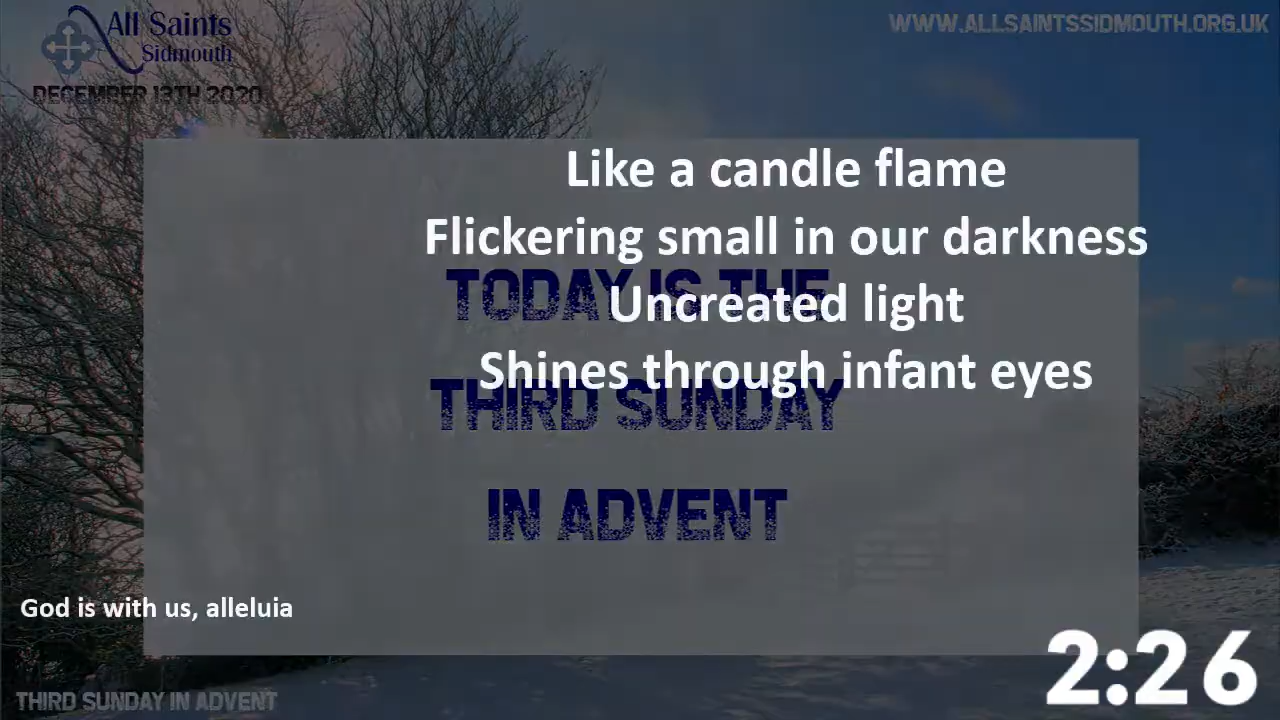 All Saints
Sidmouth
DECEMBER 13TH 2020
WWW.ALLSAINTSSIDMOUTH.ORG.UK
Like a candle flame
Flickering small in our darkness
Uncreated light
Shines through infant eyes
TODAY IS THE
THIRD SUNDAY
IN ADVENT
God is with us, alleluia
2:26
THIRD SUNDAY IN ADVENT